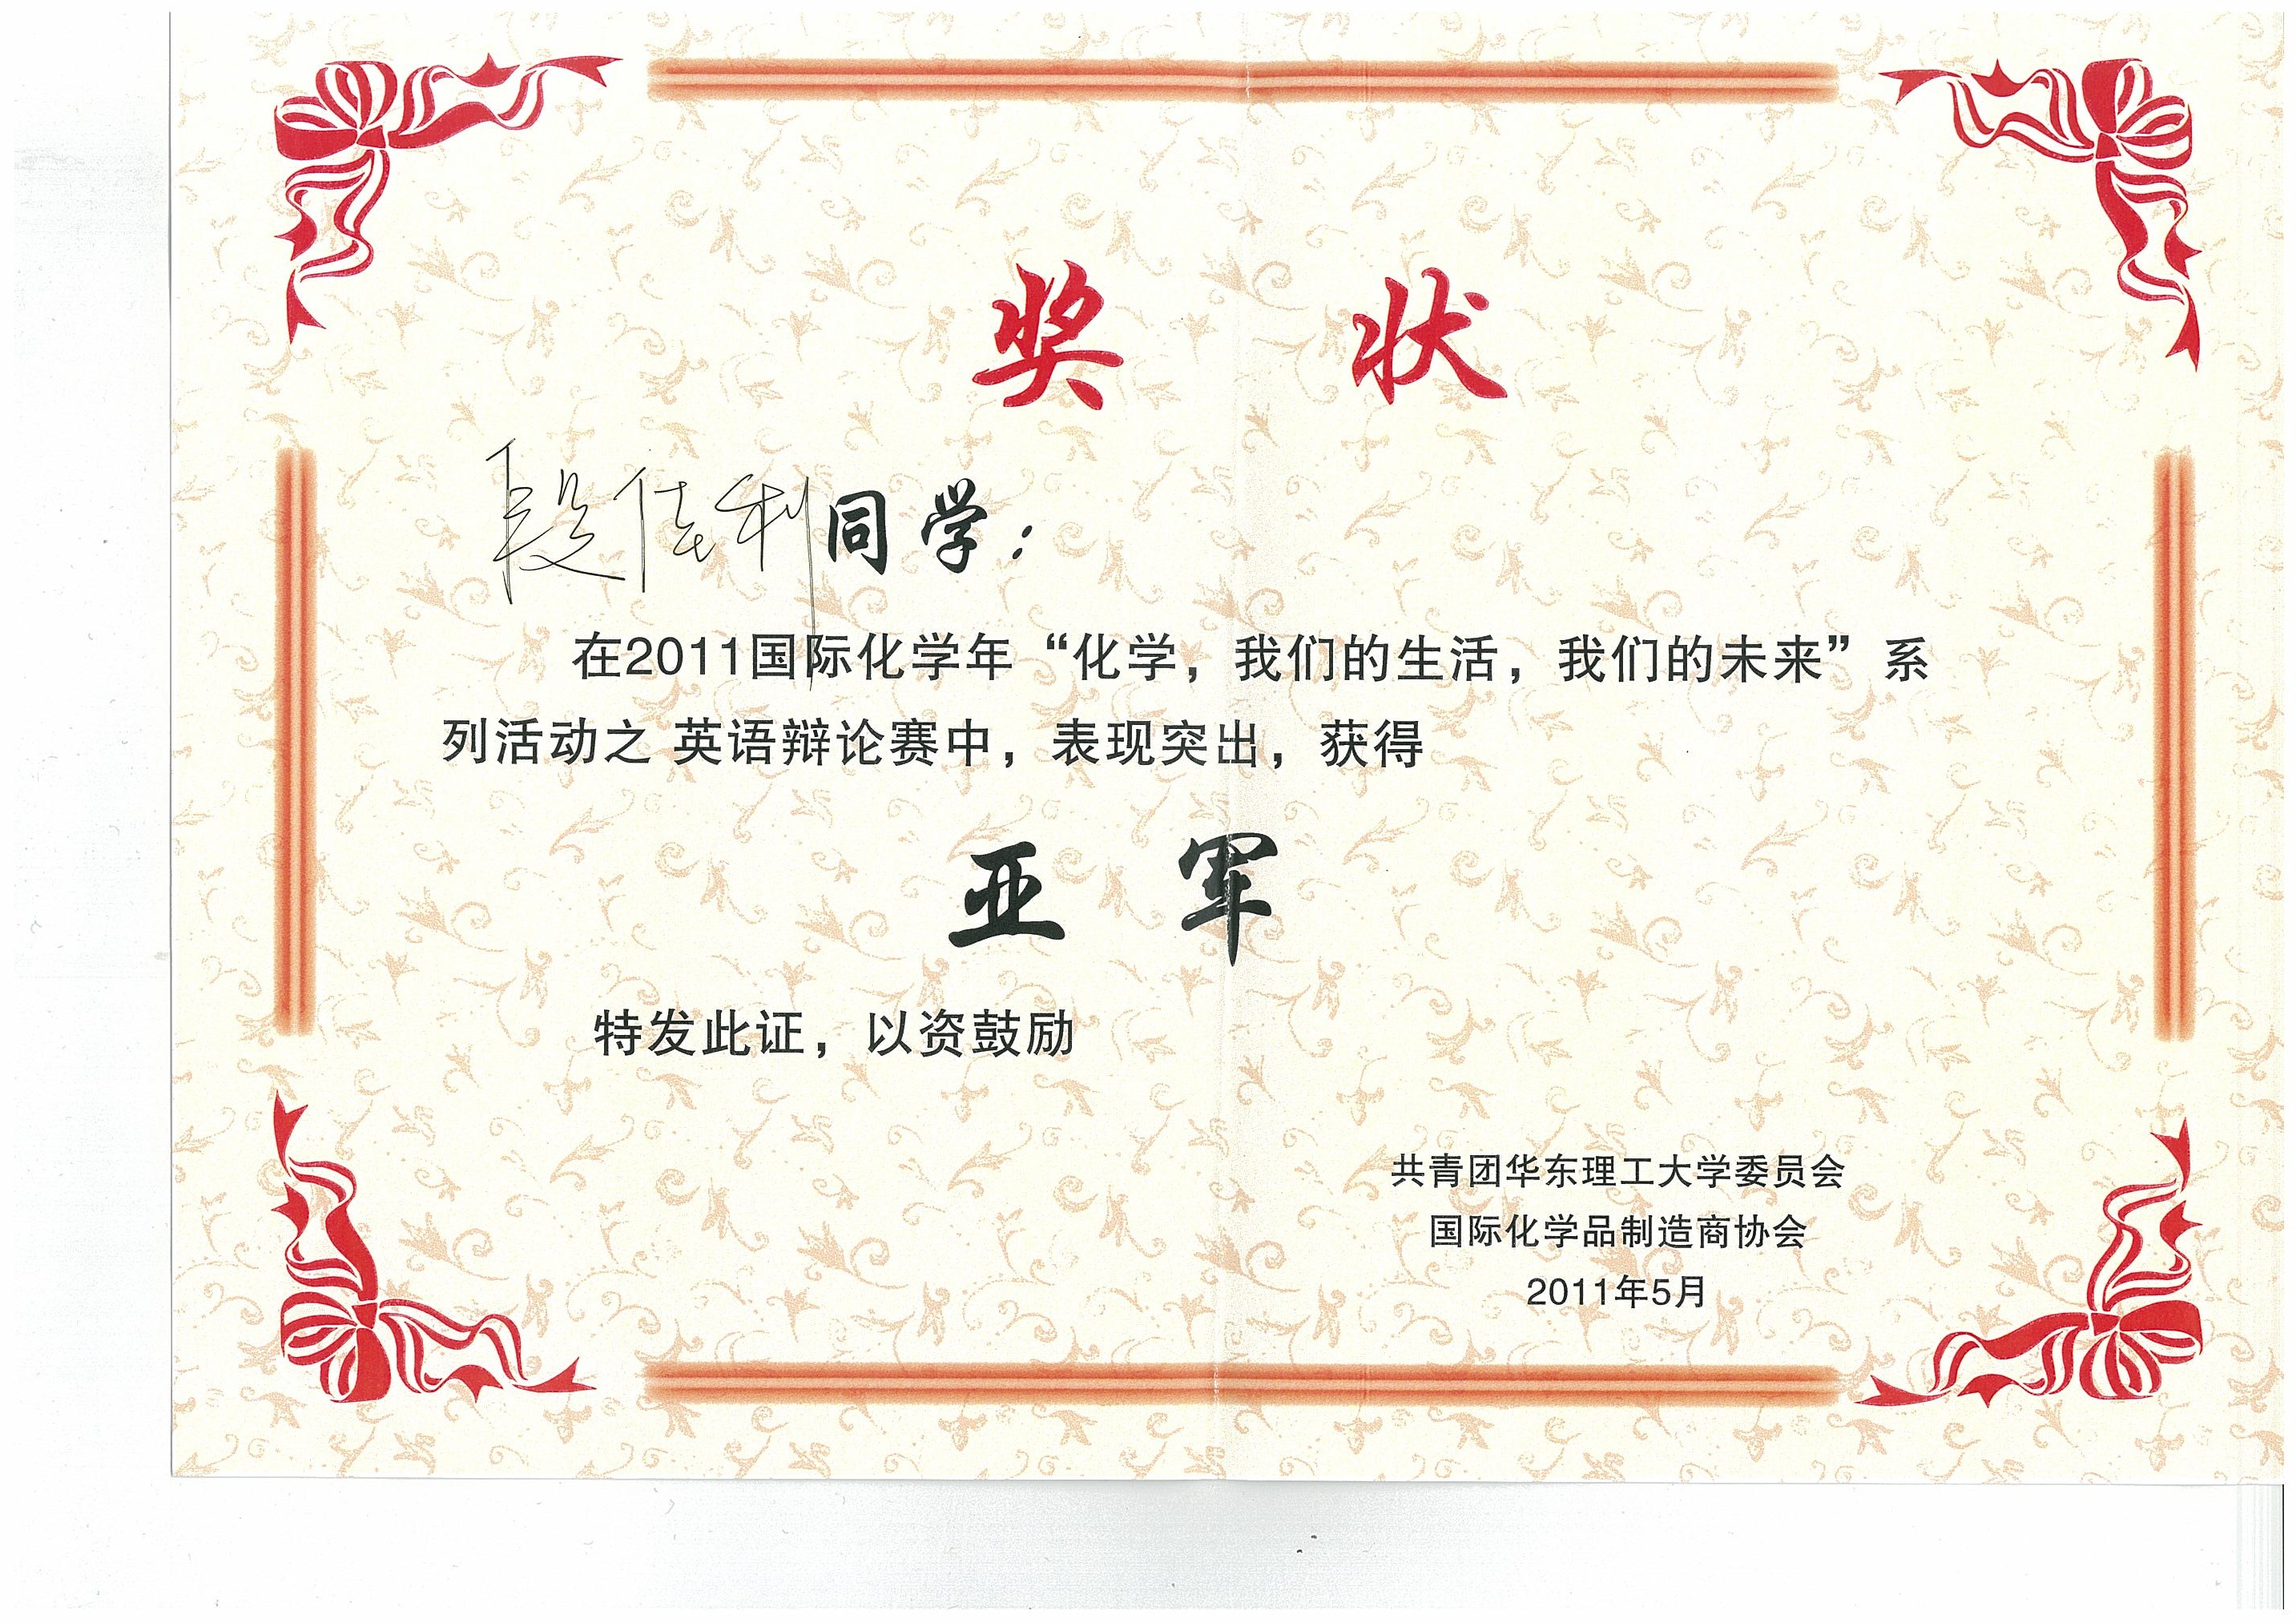 奖 状
段佳利同学:
在2011国际化学年“化学，我们的生活，我们的未来”系
列活动之 英语辩论赛中，表现突出，获得
亚 军
特发此证，以资鼓励
共青团华东理工大学委员会
国际化学品制造商协会
2011年5月